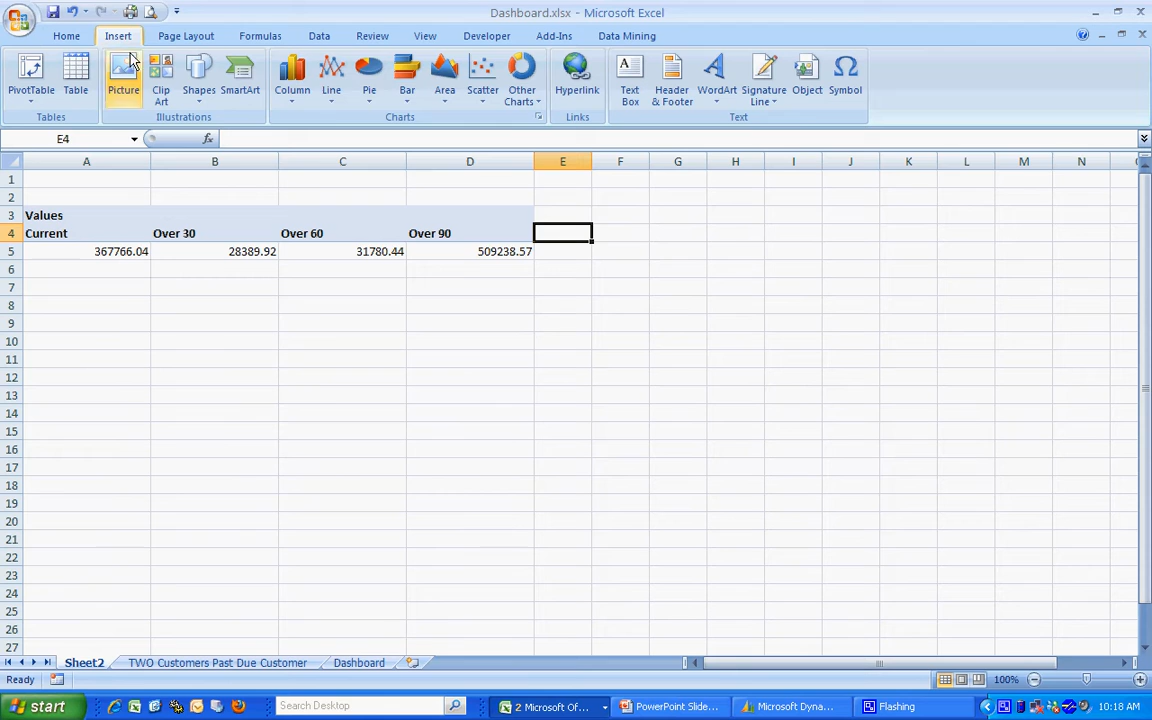 Dashboard.xlsx - Microsoft Excel
Home Insert Page Layout Formulas Data Review View Developer Add-Ins Data Mining
PivotTable Table Picture Clip Art Shapes SmartArt Column Line Pie Bar Area Scatter Other Charts Hyperlink Text Box Header & Footer WordArt Signature Line Object Symbol
Tables Illustrations Charts Links Text
E4 fx
A B C D E F G H I J K L M N
1
2
3 Values
4 Current Over 30 Over 60 Over 90
5 367766.04 28389.92 31780.44 509238.57
6
7
8
9
10
11
12
13
14
15
16
17
18
19
20
21
22
23
24
25
26
27
Sheet2 TWO Customers Past Due Customer Dashboard
Ready 100%
start Search Desktop 2 Microsoft Of... PowerPoint Slide... Microsoft Dyna... Flashing 10:18 AM